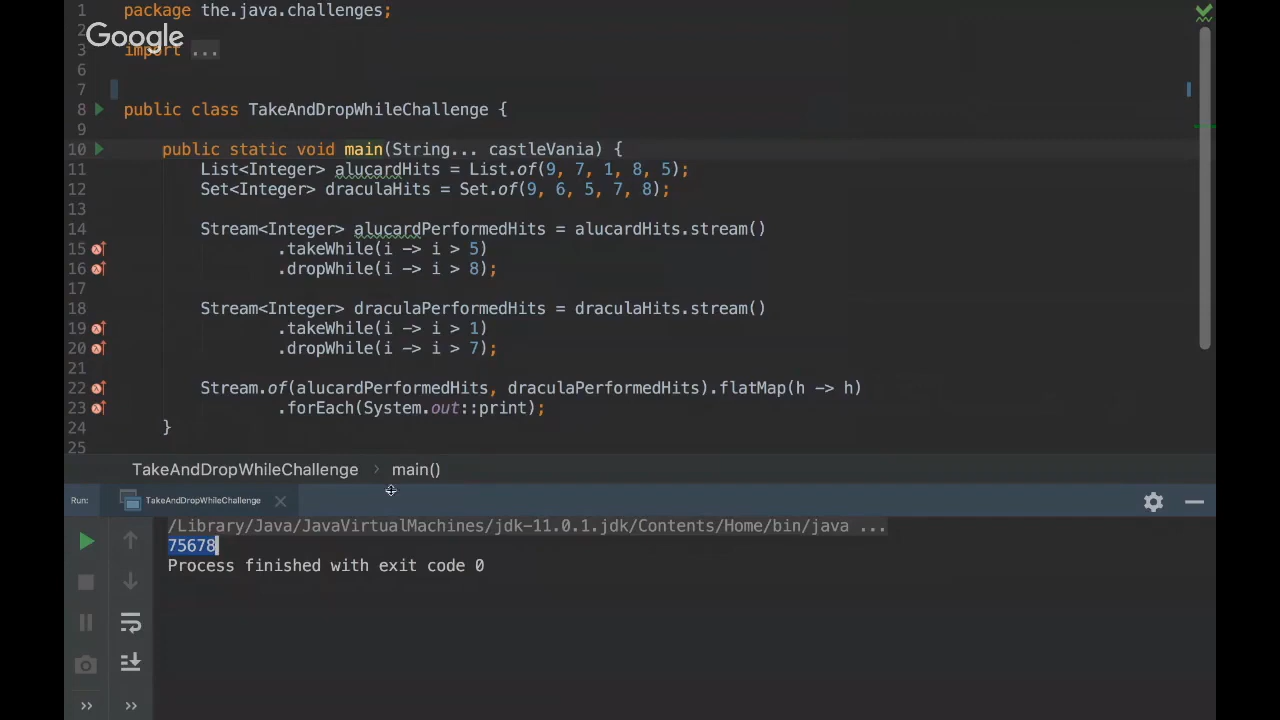 1 package the.java.challenges;
2
Google
3 import ...
6
7
8 public class TakeAndDropWhileChallenge {
9
10 public static void main(String... castleVania) {
11 List<Integer> alucardHits = List.of(9, 7, 1, 8, 5);
12 Set<Integer> draculaHits = Set.of(9, 6, 5, 7, 8);
13
14 Stream<Integer> alucardPerformedHits = alucardHits.stream()
15 .takeWhile(i -> i > 5)
16 .dropWhile(i -> i > 8);
17
18 Stream<Integer> draculaPerformedHits = draculaHits.stream()
19 .takeWhile(i -> i > 1)
20 .dropWhile(i -> i > 7);
21
22 Stream.of(alucardPerformedHits, draculaPerformedHits).flatMap(h -> h)
23 .forEach(System.out::print);
24 }
25
TakeAndDropWhileChallenge > main()
Run: TakeAndDropWhileChallenge
/Library/Java/JavaVirtualMachines/jdk-11.0.1.jdk/Contents/Home/bin/java ...
75678
Process finished with exit code 0